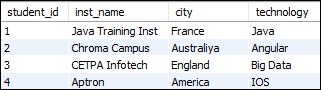 student_id inst_name city technology
1 Java Training Inst France Java
2 Chroma Campus Australiya Angular
3 CETPA Infotech England Big Data
4 Aptron America IOS